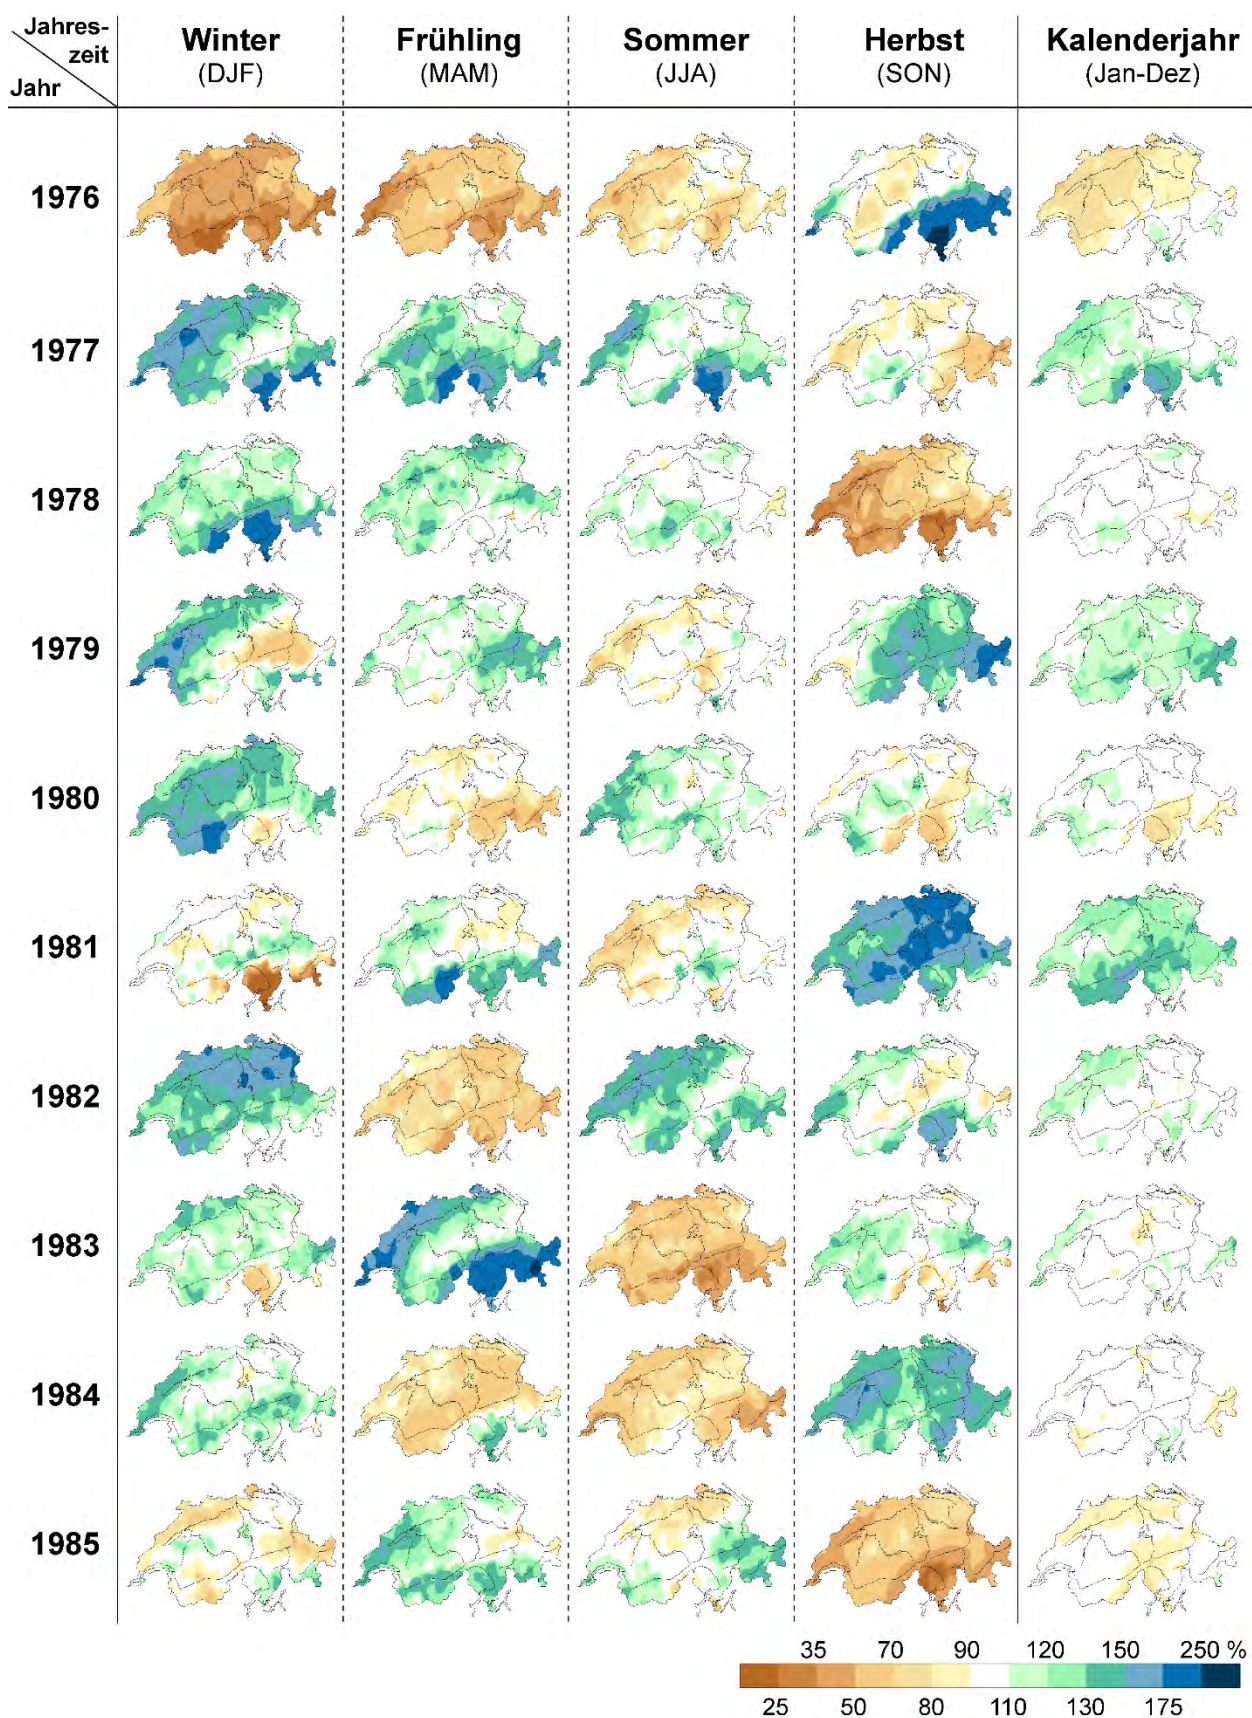 Jahres-
zeit
Jahr
Winter
(DJF)
Frühling
(MAM)
Sommer
(JJA)
Herbst
(SON)
Kalenderjahr
(Jan-Dez)
1976
1977
1978
1979
1980
1981
1982
1983
1984
1985
35 70 90 120 150 250 %
25 50 80 110 130 175